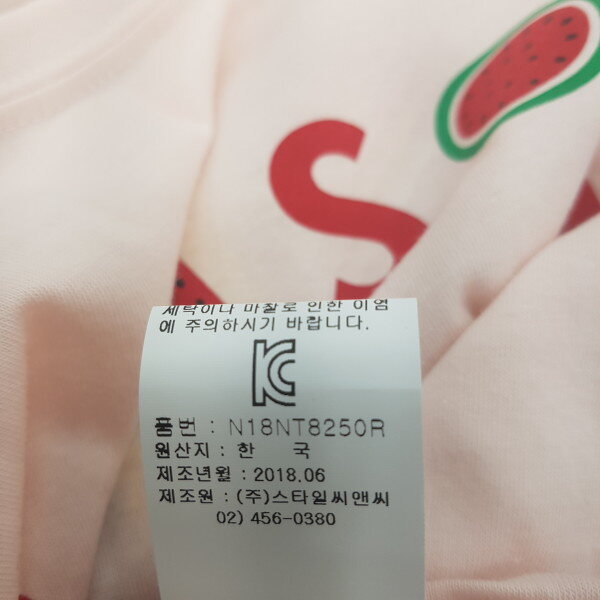 S
세탁이나 마찰로 인한 이염
에 주의하시기 바랍니다.
KC
품번 : N18NT8250R
원산지 : 한 국
제조년월 : 2018.06
제조원 : (주)스타일씨앤씨
02) 456-0380